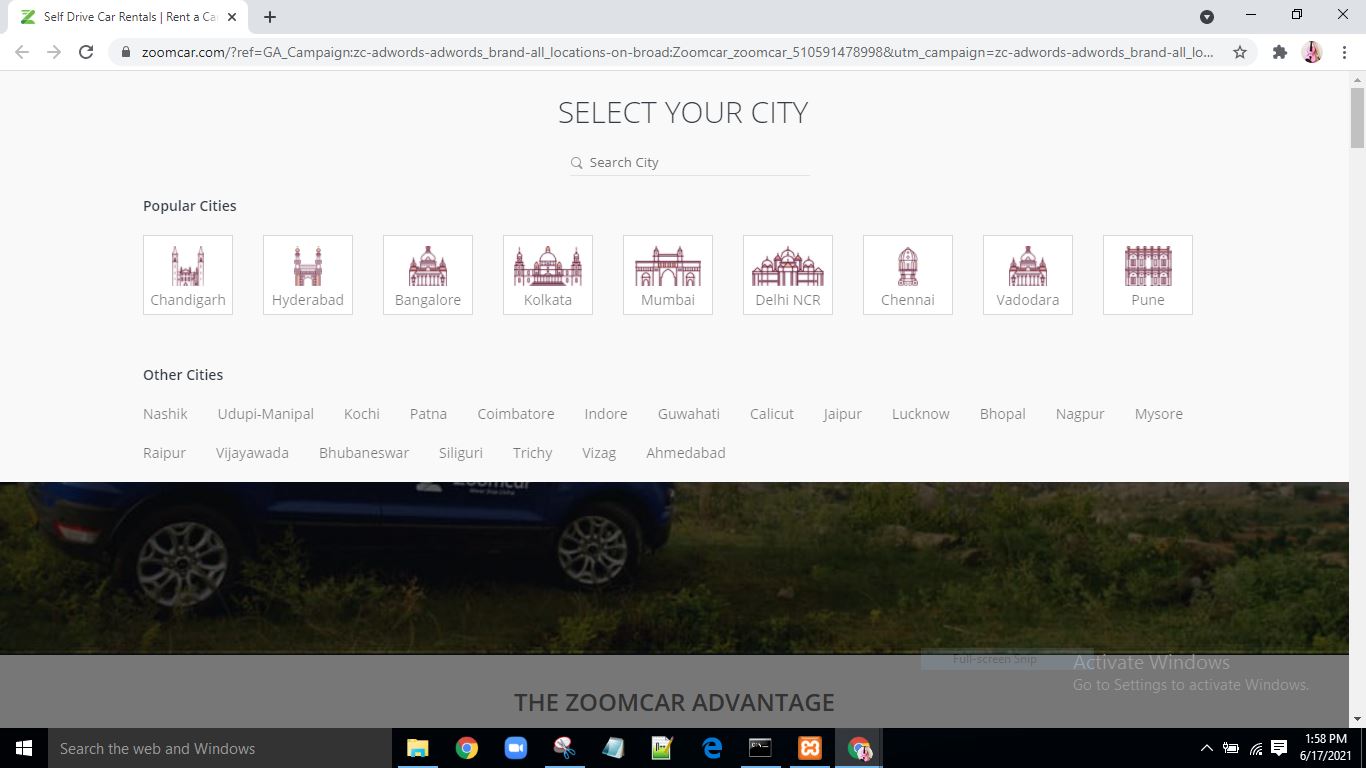 Self Drive Car Rentals | Rent a Ca
zoomcar.com/?ref=GA_Campaign:zc-adwords-adwords_brand-all_locations-on-broad:Zoomcar_zoomcar_510591478998&utm_campaign=zc-adwords-adwords_brand-all_lo...
SELECT YOUR CITY
Search City
Popular Cities
Chandigarh Hyderabad Bangalore Kolkata Mumbai Delhi NCR Chennai Vadodara Pune
Other Cities
Nashik Udupi-Manipal Kochi Patna Coimbatore Indore Guwahati Calicut Jaipur Lucknow Bhopal Nagpur Mysore
Raipur Vijayawada Bhubaneswar Siliguri Trichy Vizag Ahmedabad
Zoomcar
Full-screen Snip
Activate Windows
Go to Settings to activate Windows.
THE ZOOMCAR ADVANTAGE
Search the web and Windows
1:58 PM
6/17/2021